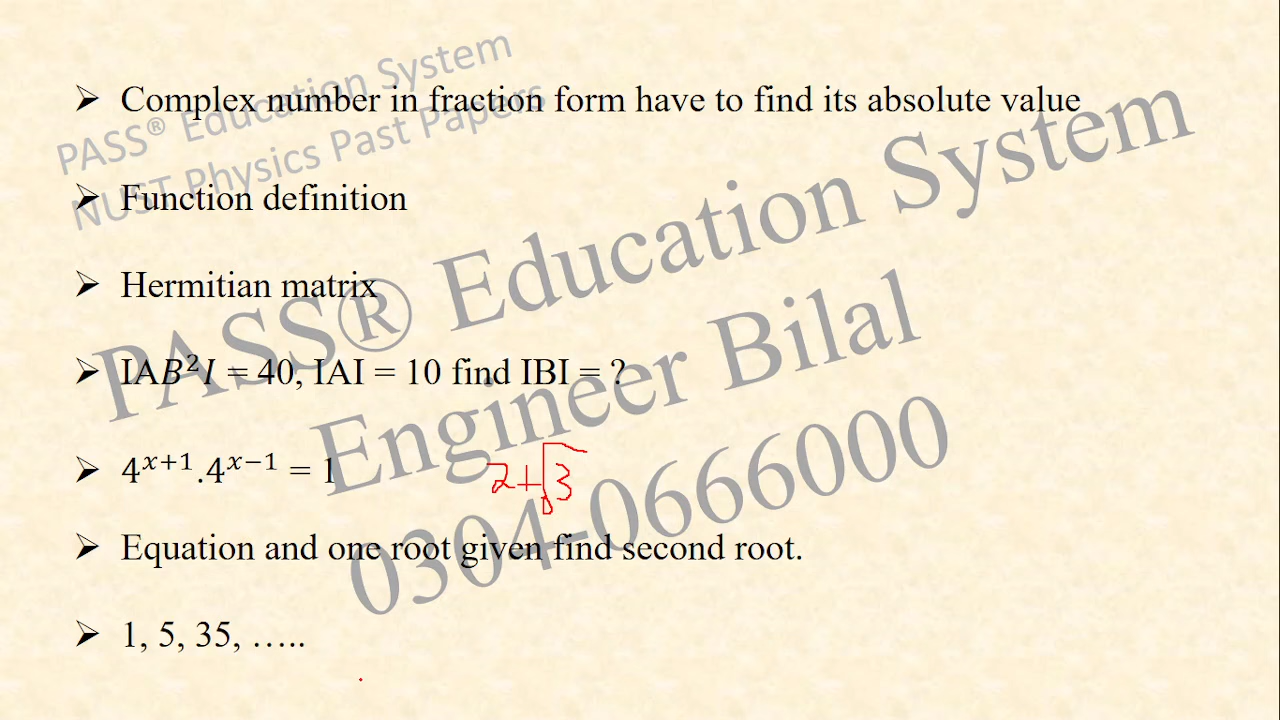 PASS® Education System
NUST Physics Past Papers
➢ Complex number in fraction form have to find its absolute value
➢ Function definition
➢ Hermitian matrix
➢ IAB²I = 40, IAI = 10 find IBI = ?
➢ 4^{x+1}.4^{x−1} = 1
2+√3
➢ Equation and one root given find second root.
➢ 1, 5, 35, …..
PASS® Education System
Engineer Bilal
0304-0666000